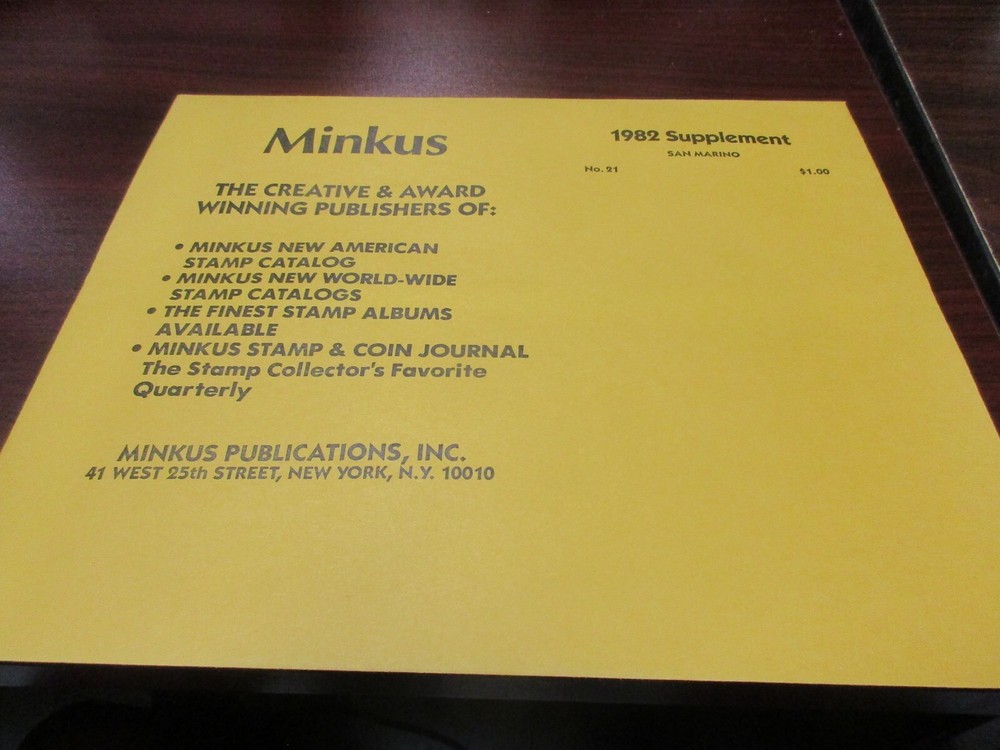 Minkus
THE CREATIVE & AWARD
WINNING PUBLISHERS OF:
• MINKUS NEW AMERICAN
STAMP CATALOG
• MINKUS NEW WORLD-WIDE
STAMP CATALOGS
• THE FINEST STAMP ALBUMS
AVAILABLE
• MINKUS STAMP & COIN JOURNAL
The Stamp Collector's Favorite
Quarterly
MINKUS PUBLICATIONS, INC.
41 WEST 25th STREET, NEW YORK, N.Y. 10010
1982 Supplement
SAN MARINO
No. 21 $1.00